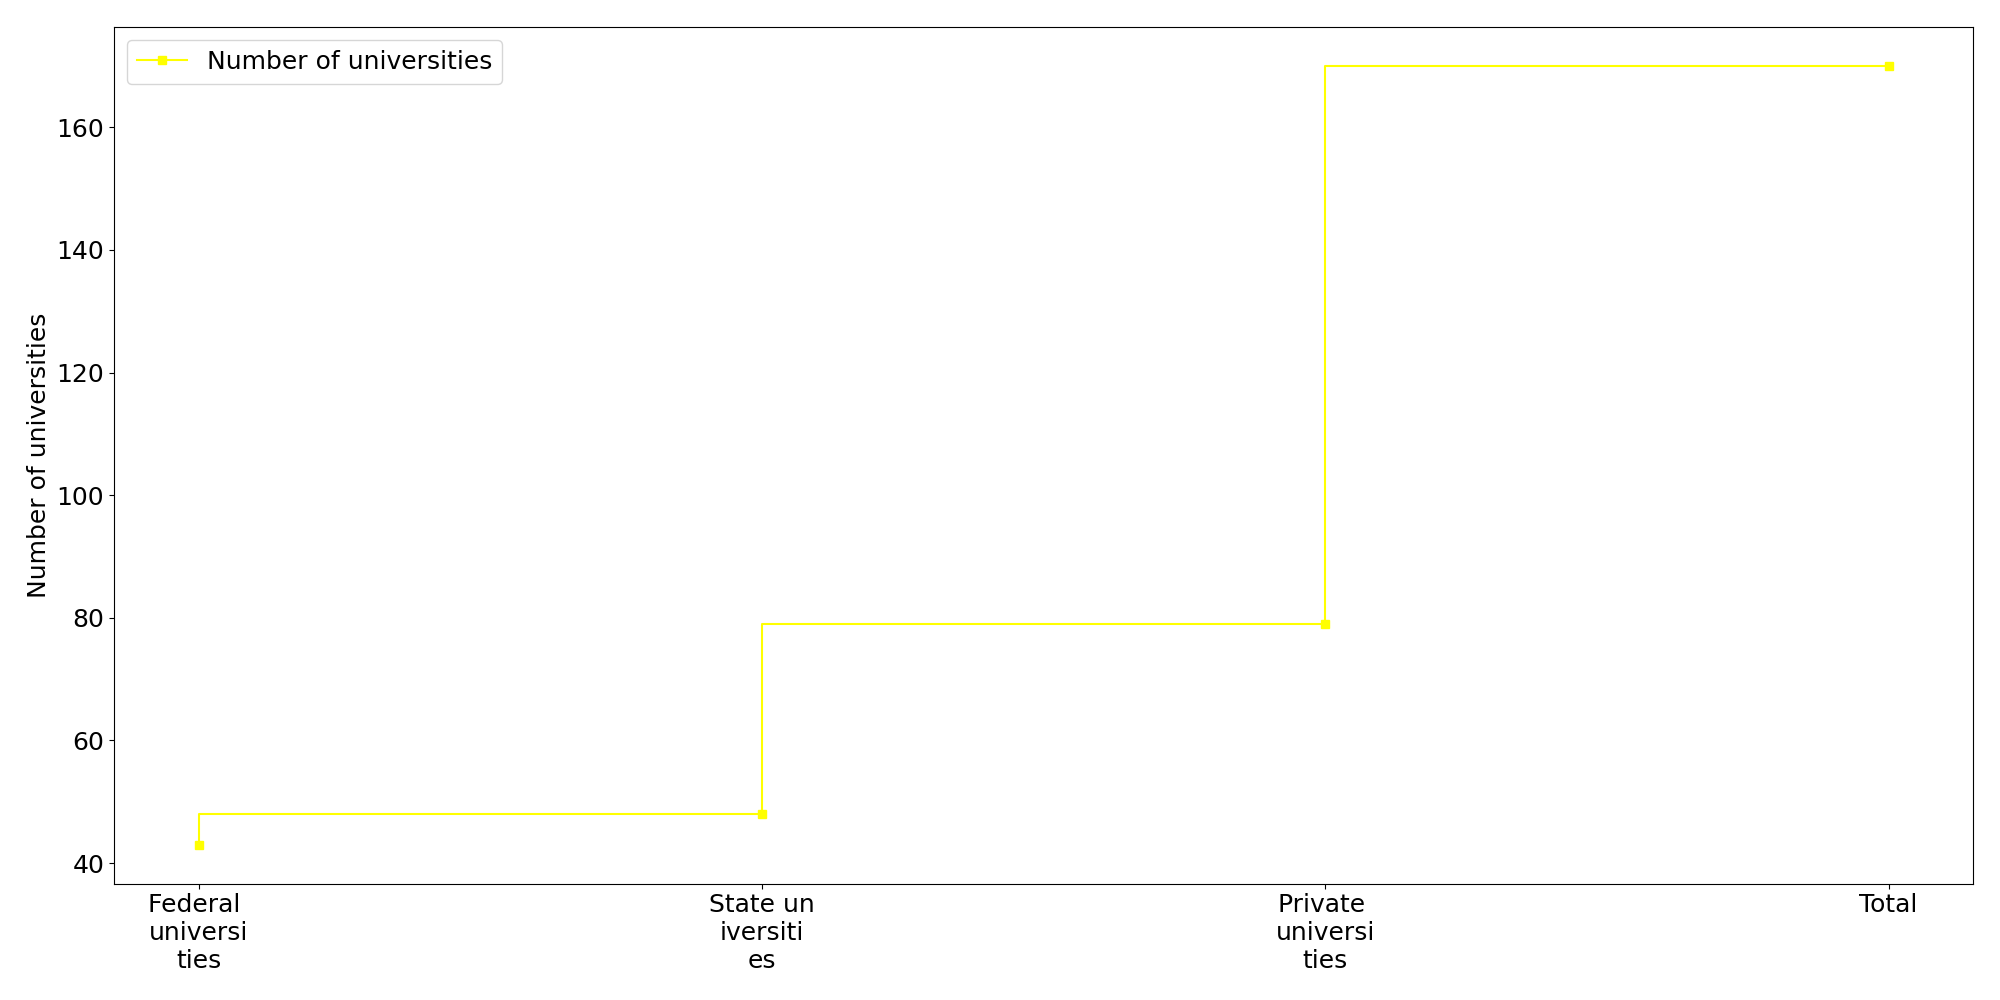 Number of universities
Number of universities
160
140
120
100
80
60
40
Federal
universi
ties
State un
iversiti
es
Private
universi
ties
Total